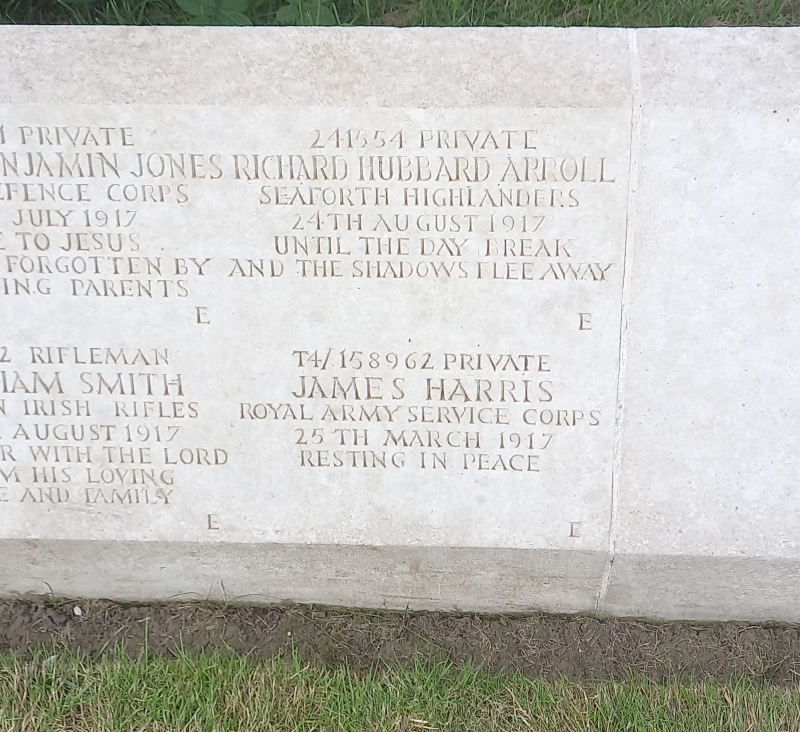 1 PRIVATE
NJAMIN JONES
EFENCE CORPS
JULY 1917
E TO JESUS
FORGOTTEN BY
ING PARENTS
E
241554 PRIVATE
RICHARD HUBBARD ARROLL
SEAFORTH HIGHLANDERS
24TH AUGUST 1917
UNTIL THE DAY BREAK
AND THE SHADOWS FLEE AWAY
E
2 RIFLEMAN
IAM SMITH
N IRISH RIFLES
AUGUST 1917
R WITH THE LORD
M HIS LOVING
E AND FAMILY
E
T4/158962 PRIVATE
JAMES HARRIS
ROYAL ARMY SERVICE CORPS
25TH MARCH 1917
RESTING IN PEACE
E